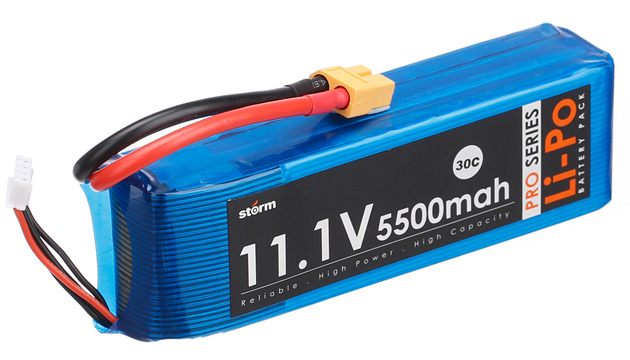 storm
30C
11.1V 5500mah
Reliable . High Power . High Capacity
PRO SERIES
Li-PO
BATTERY PACK